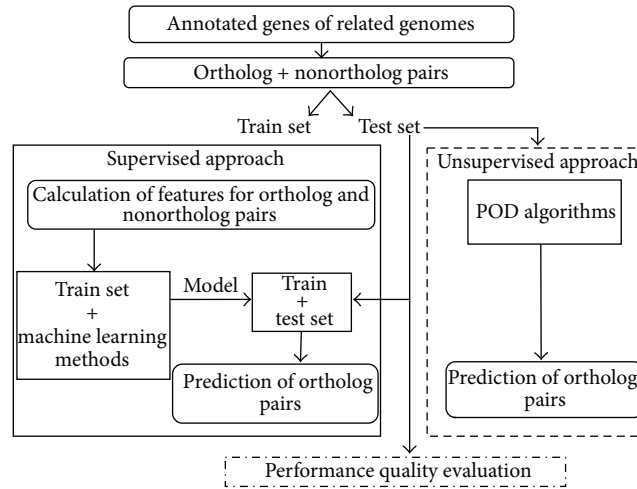 Annotated genes of related genomes
Ortholog + nonortholog pairs
Train set
Test set
Supervised approach
Calculation of features for ortholog and
nonortholog pairs
Train set
+
machine learning
methods
Model
Train
+
test set
Prediction of ortholog
pairs
Unsupervised approach
POD algorithms
Prediction of ortholog
pairs
Performance quality evaluation